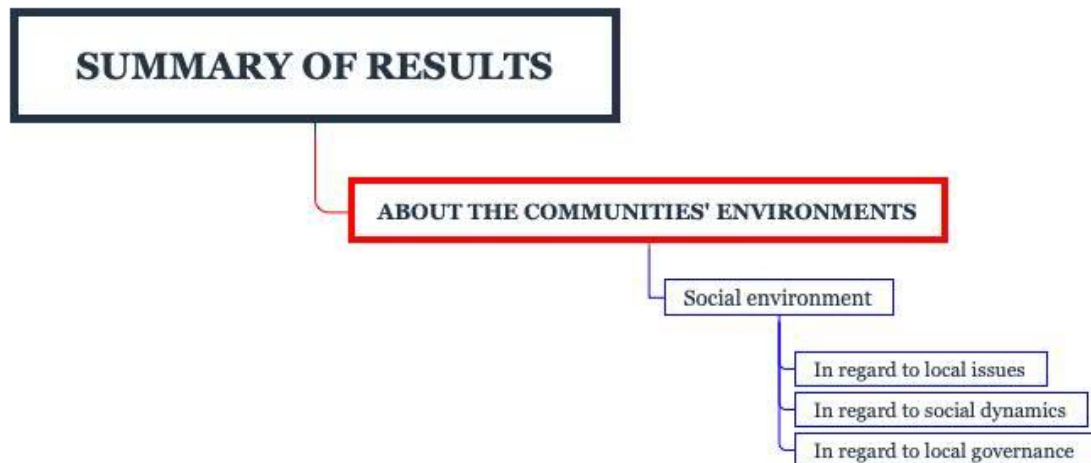 SUMMARY OF RESULTS
ABOUT THE COMMUNITIES' ENVIRONMENTS
Social environment
In regard to local issues
In regard to social dynamics
In regard to local governance